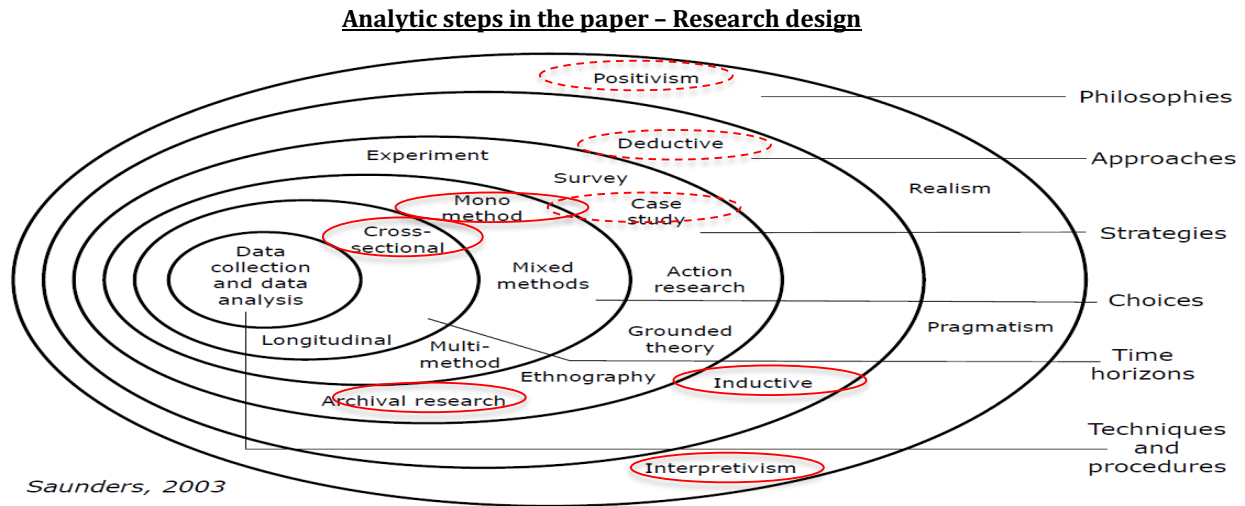 Analytic steps in the paper – Research design
Positivism
Philosophies
Deductive
Approaches
Experiment
Survey
Realism
Mono
method
Case
study
Cross-
sectional
Strategies
Data
collection
and data
analysis
Mixed
methods
Action
research
Choices
Longitudinal
Multi-
method
Grounded
theory
Pragmatism
Time
horizons
Ethnography
Inductive
Archival research
Techniques
and
procedures
Interpretivism
Saunders, 2003